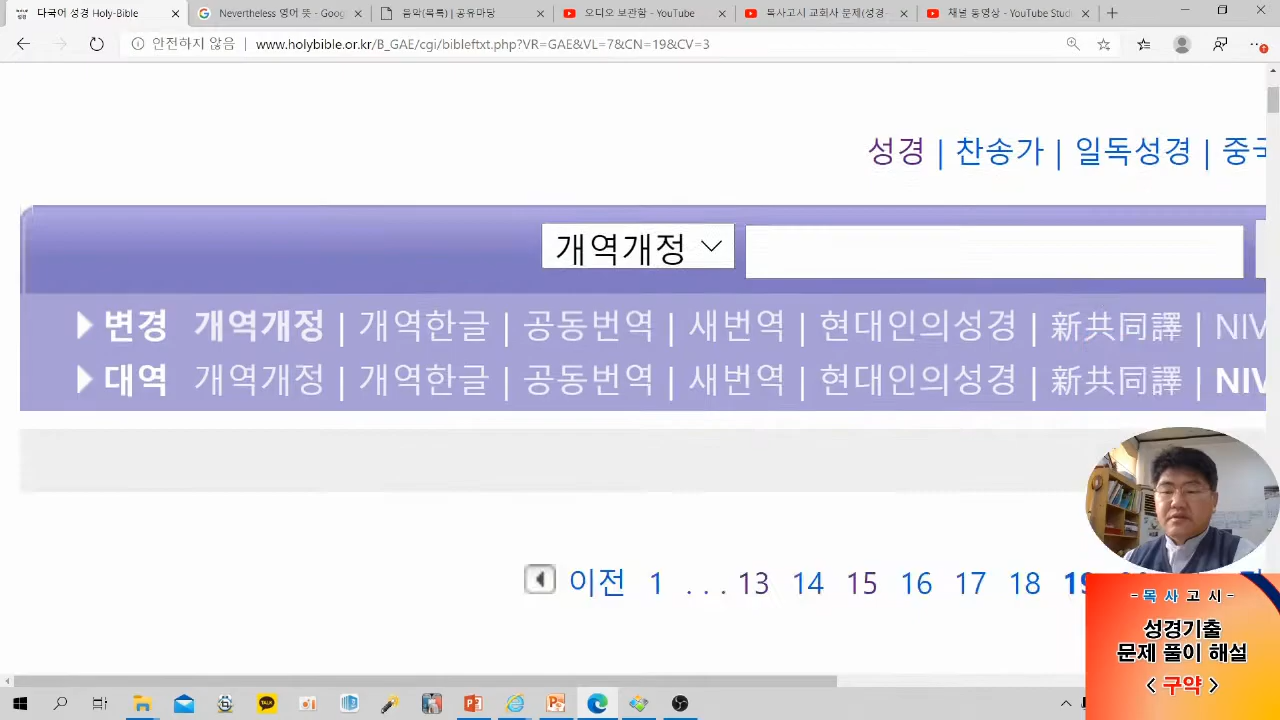 다국어 성경 Holy-Bible
Nevertheless 영어 뜻 - Goog
음악(목록) | 공유마당
오디오 보관함 - YouTube
목사고시 교회사 문제(성경-
채널 동영상 - YouTube Stud
안전하지 않음 | www.holybible.or.kr/B_GAE/cgi/bibleftxt.php?VR=GAE&VL=7&CN=19&CV=3
성경 | 찬송가 | 일독성경 |
개역개정
변경 개역개정 | 개역한글 | 공동번역 | 새번역 | 현대인의성경 | 新共同譯 | NIV
대역 개역개정 | 개역한글 | 공동번역 | 새번역 | 현대인의성경 | 新共同譯 | NIV
이전 1 ... 13 14 15 16 17 18 19
-목사고시-
성경기출
문제 풀이 해설
<구약>
TALK